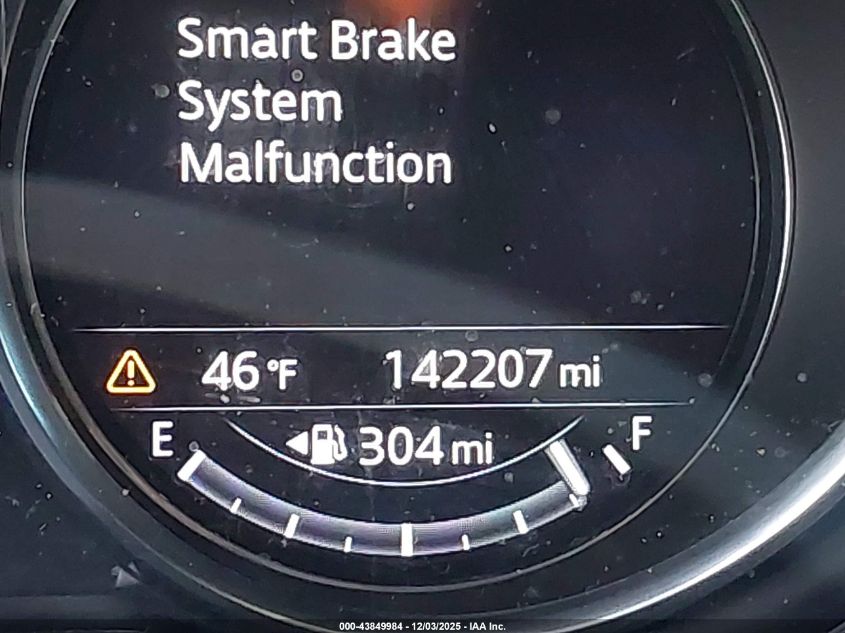 Smart Brake
System
Malfunction
46 °F 142207 mi
E 304 mi F
000-43849984 - 12/03/2025 - IAA Inc.